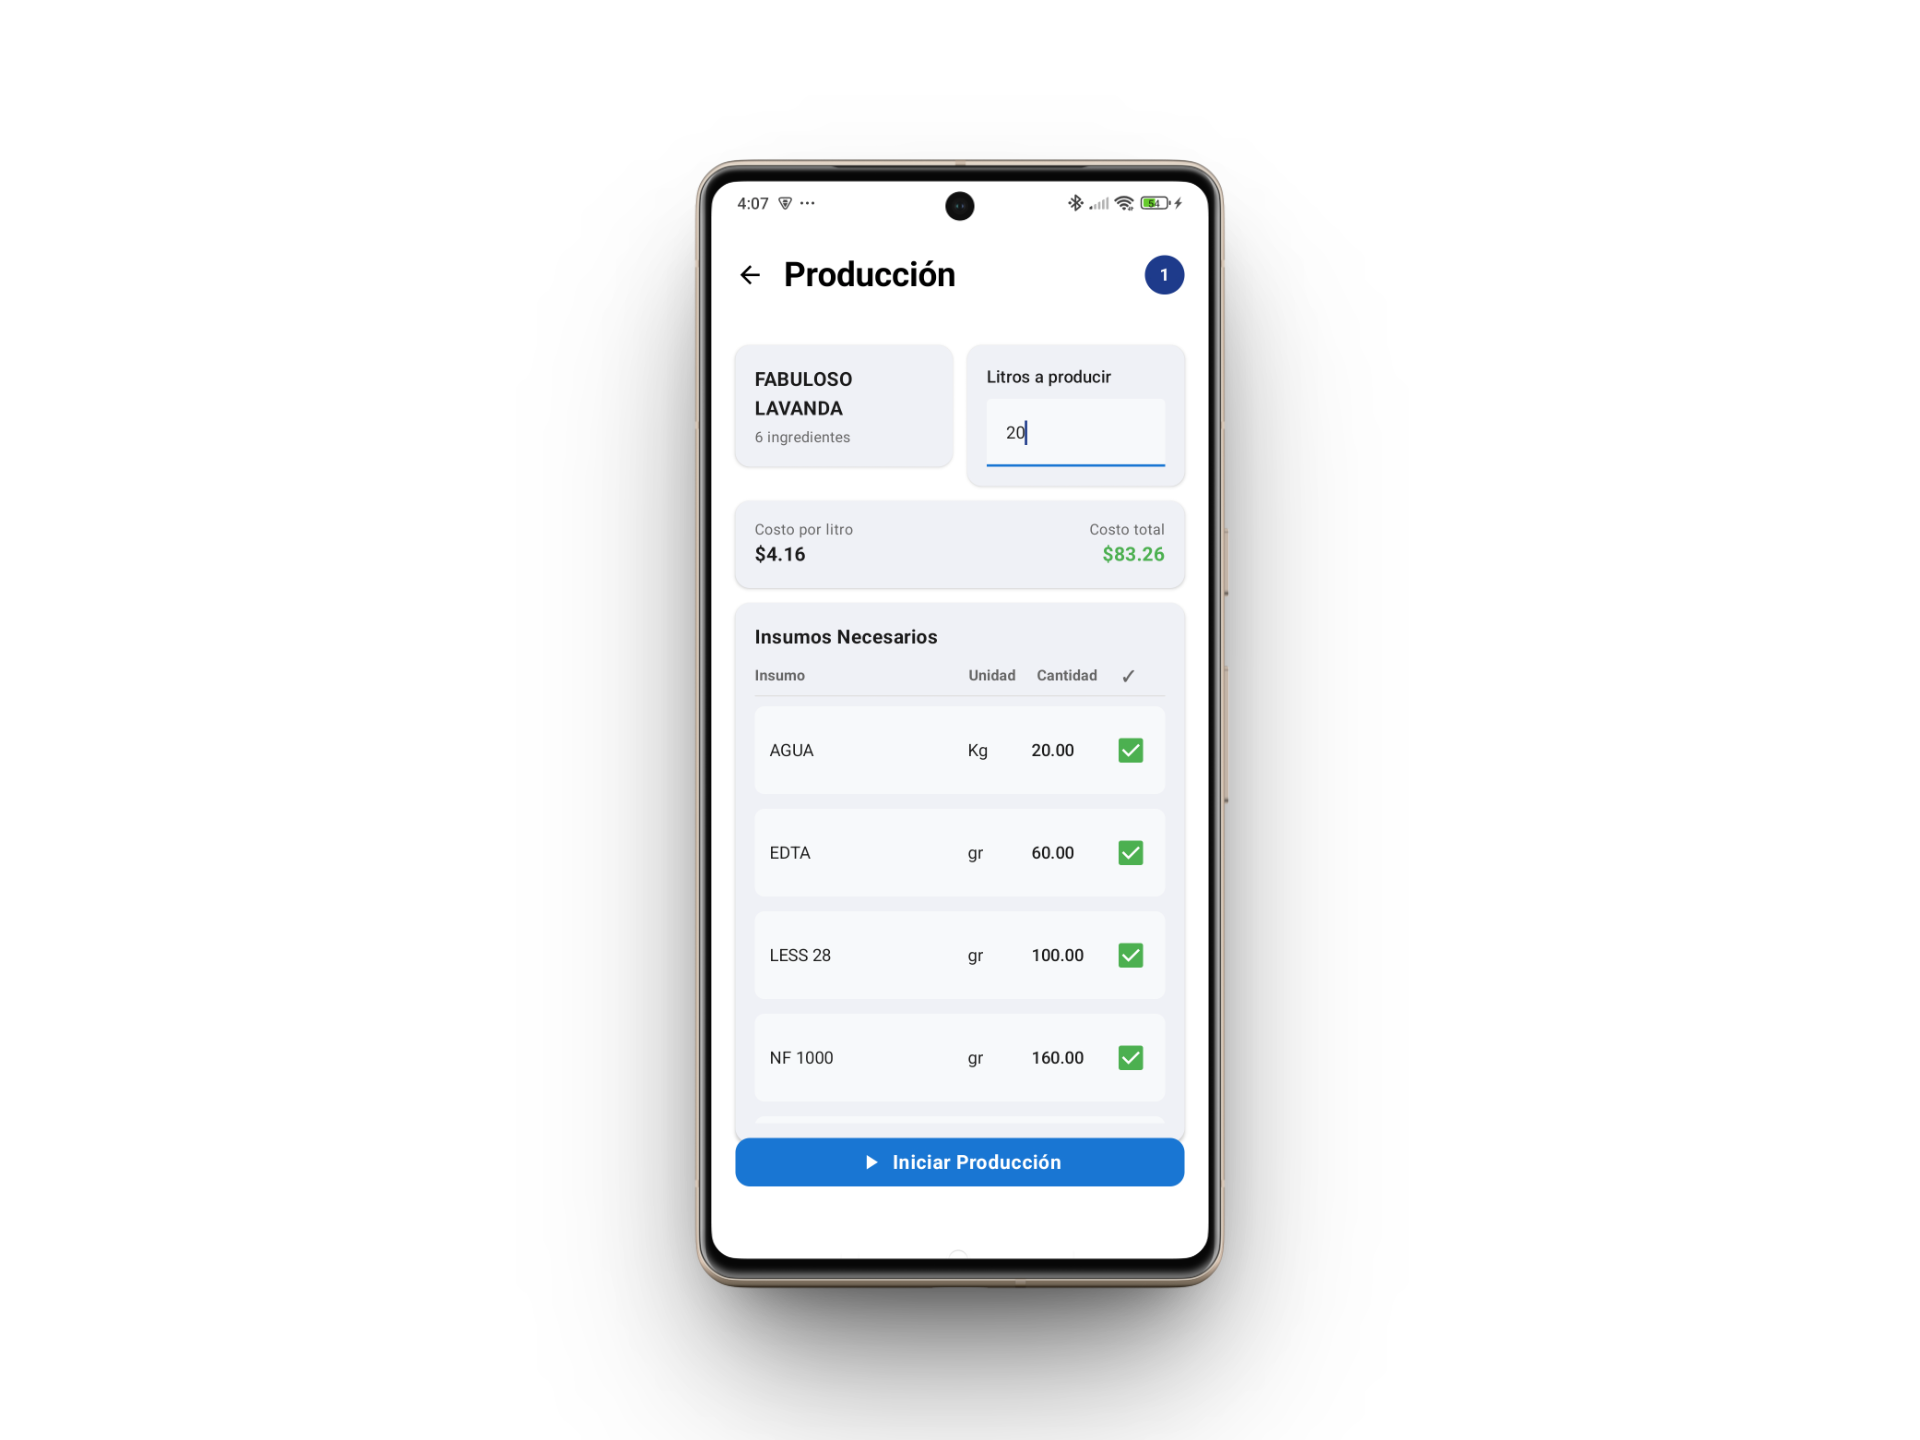 4:07
54
Producción
1
FABULOSO
LAVANDA
6 ingredientes
Litros a producir
20
Costo por litro
$4.16
Costo total
$83.26
Insumos Necesarios
Insumo Unidad Cantidad ✓
AGUA Kg 20.00
EDTA gr 60.00
LESS 28 gr 100.00
NF 1000 gr 160.00
Iniciar Producción